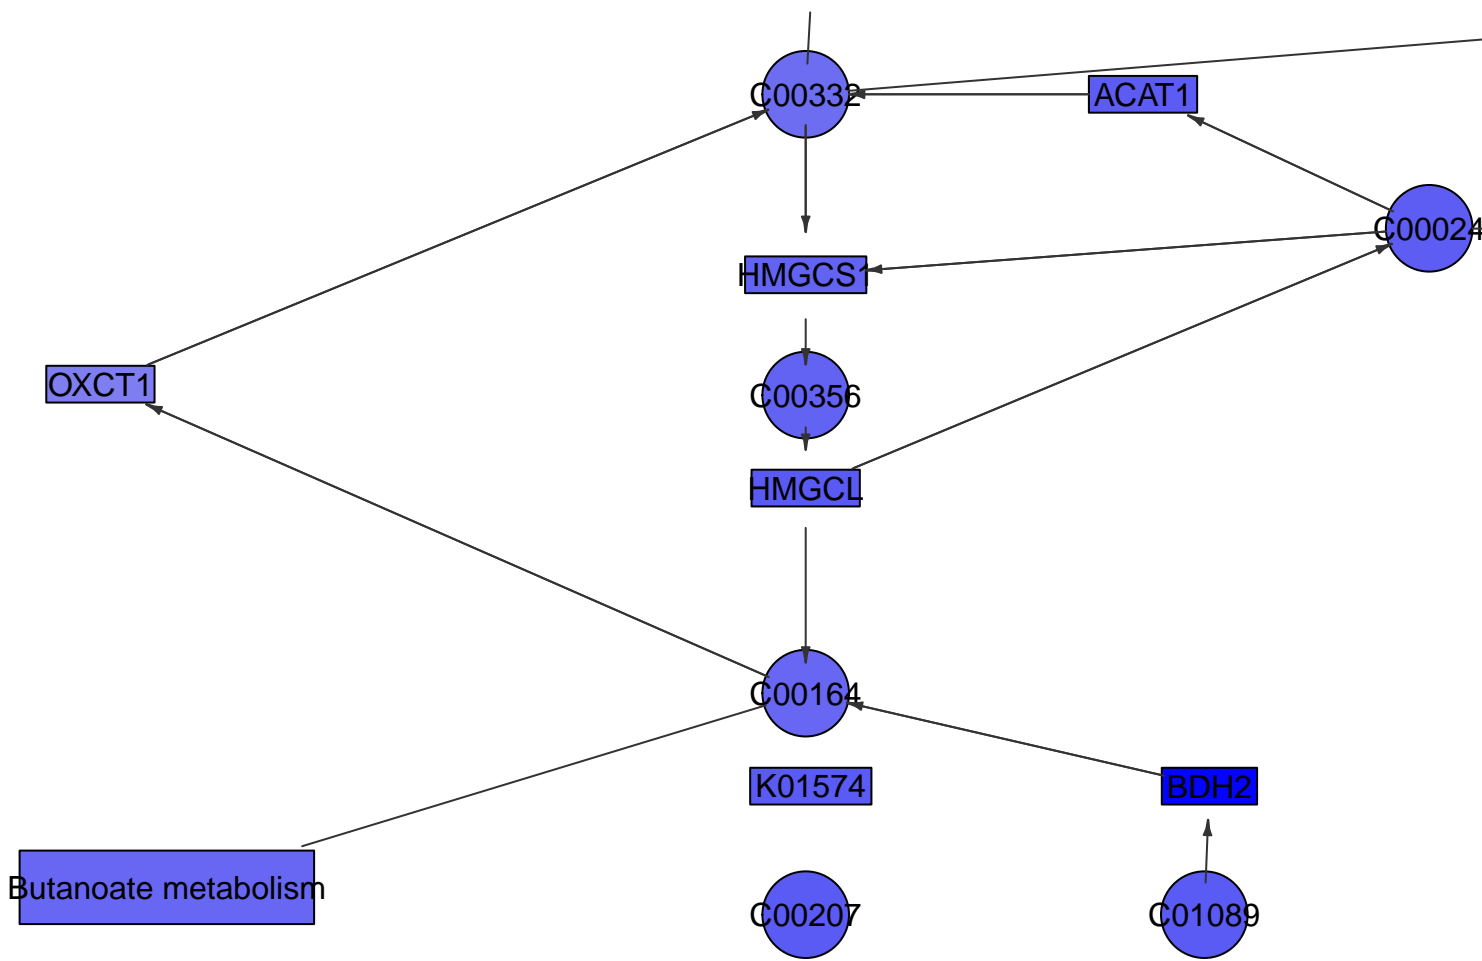 C00332
ACAT1
C00024
HMGCS1
OXCT1
C00356
HMGCL
C00164
K01574
BDH2
Butanoate metabolism
C00207
C01089